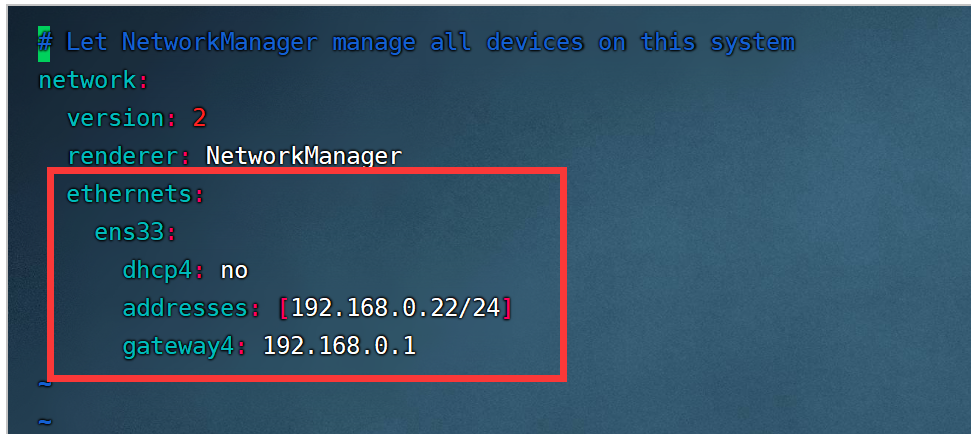 # Let NetworkManager manage all devices on this system
network:
  version: 2
  renderer: NetworkManager
  ethernets:
    ens33:
      dhcp4: no
      addresses: [192.168.0.22/24]
      gateway4: 192.168.0.1
~
~